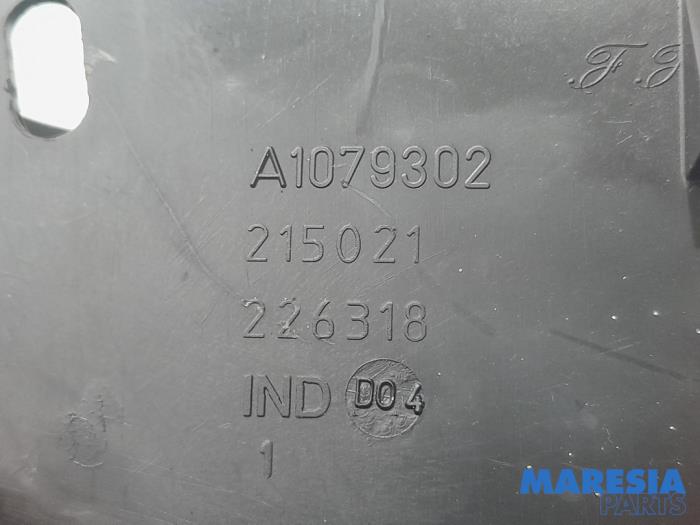 A1079302
215021
226318
IND D04
1
MARESIA
PARTS